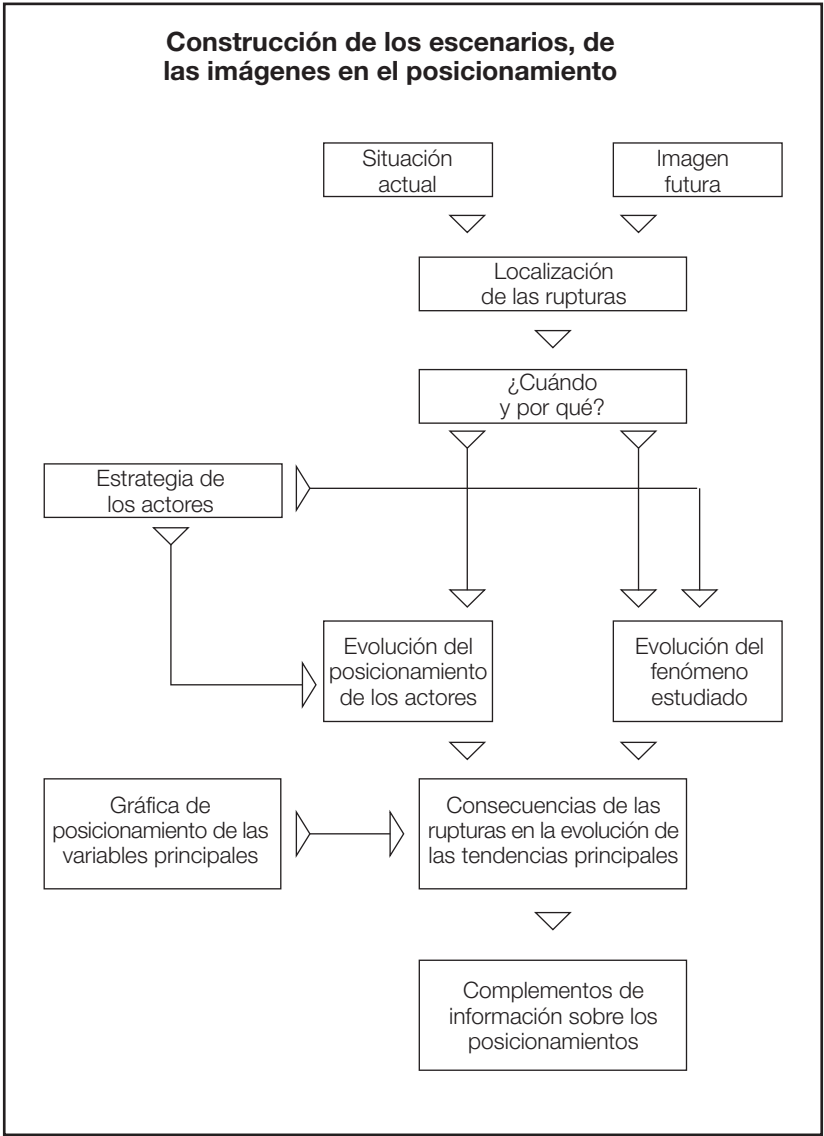 Construcción de los escenarios, de
las imágenes en el posicionamiento
Situación
actual
Imagen
futura
Localización
de las rupturas
¿Cuándo
y por qué?
Estrategia de
los actores
Evolución del
posicionamiento
de los actores
Evolución del
fenómeno
estudiado
Gráfica de
posicionamiento de las
variables principales
Consecuencias de las
rupturas en la evolución de
las tendencias principales
Complementos de
información sobre los
posicionamientos